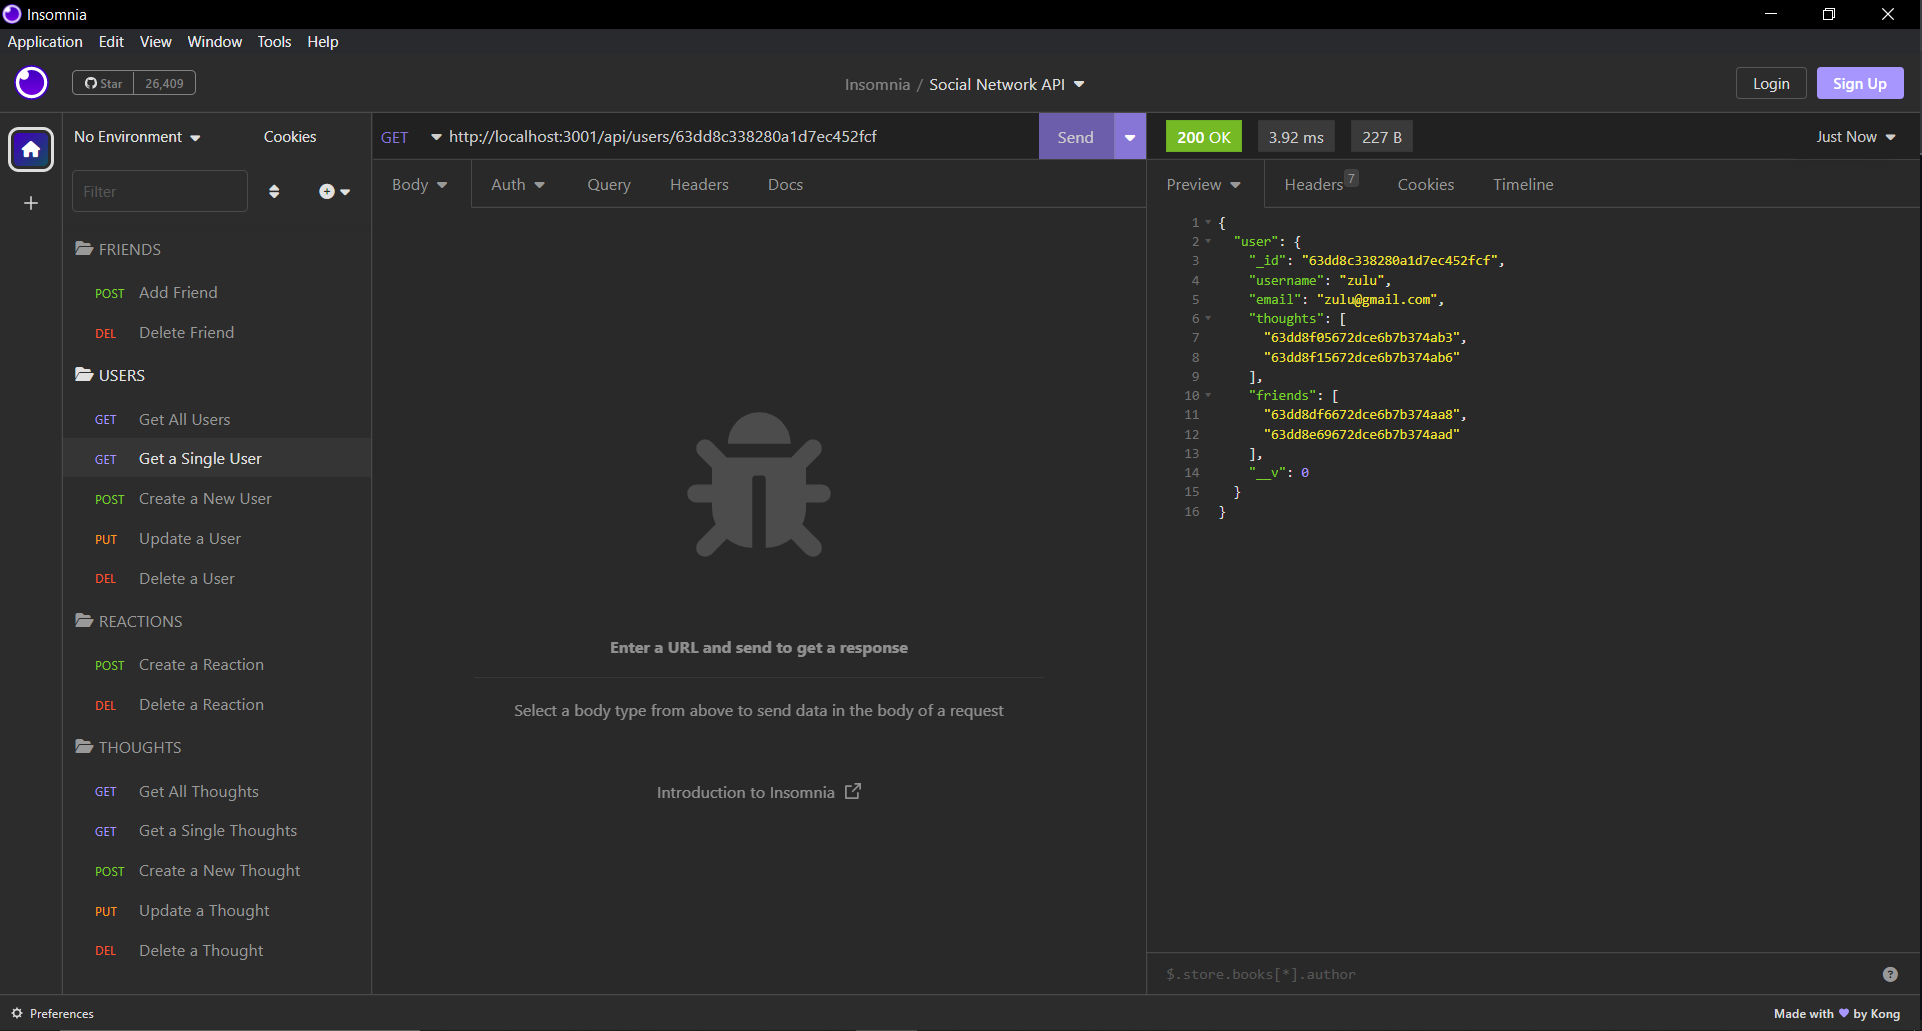 Insomnia
Application Edit View Window Tools Help
Star 26,409
Insomnia / Social Network API
Login Sign Up
No Environment Cookies
Filter
FRIENDS
POST Add Friend
DEL Delete Friend
USERS
GET Get All Users
GET Get a Single User
POST Create a New User
PUT Update a User
DEL Delete a User
REACTIONS
POST Create a Reaction
DEL Delete a Reaction
THOUGHTS
GET Get All Thoughts
GET Get a Single Thoughts
POST Create a New Thought
PUT Update a Thought
DEL Delete a Thought
GET http://localhost:3001/api/users/63dd8c338280a1d7ec452fcf Send
Body Auth Query Headers Docs
Enter a URL and send to get a response
Select a body type from above to send data in the body of a request
Introduction to Insomnia
200 OK 3.92 ms 227 B Just Now
Preview Headers 7 Cookies Timeline
1 {
2 "user": {
3 "_id": "63dd8c338280a1d7ec452fcf",
4 "username": "zulu",
5 "email": "zulu@gmail.com",
6 "thoughts": [
7 "63dd8f05672dce6b7b374ab3",
8 "63dd8f15672dce6b7b374ab6"
9 ],
10 "friends": [
11 "63dd8df6672dce6b7b374aa8",
12 "63dd8e69672dce6b7b374aad"
13 ],
14 "__v": 0
15 }
16 }
$.store.books[*].author ?
Preferences
Made with by Kong